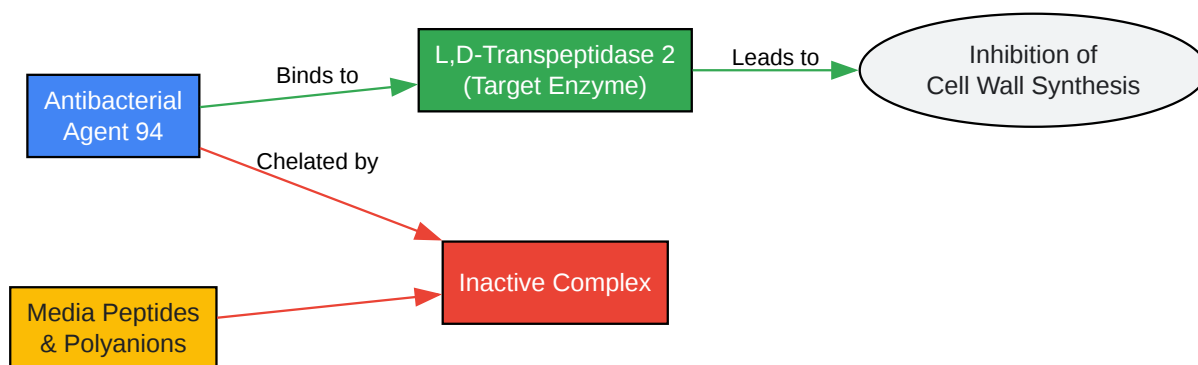 Antibacterial
Agent 94
Binds to
L,D-Transpeptidase 2
(Target Enzyme)
Leads to
Inhibition of
Cell Wall Synthesis
Chelated by
Inactive Complex
Media Peptides
& Polyanions